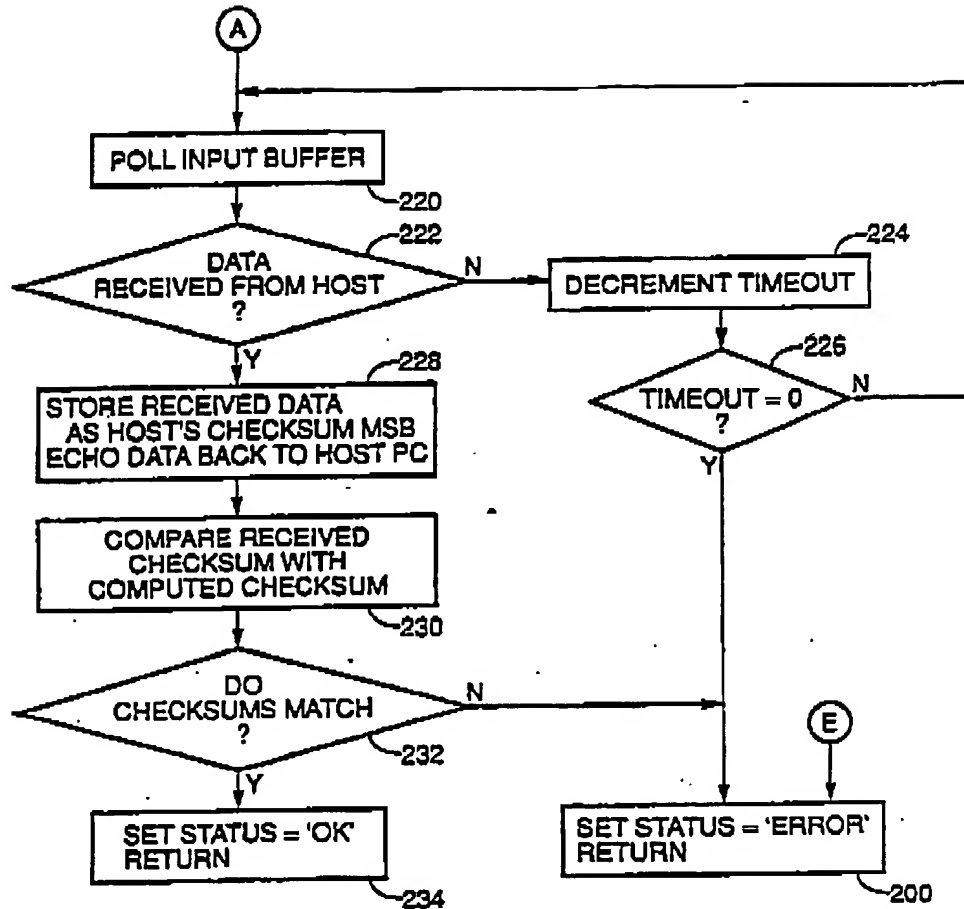 A
POLL INPUT BUFFER
220
222
DATA
RECEIVED FROM HOST
?
N
Y
224
DECREMENT TIMEOUT
226
TIMEOUT = 0
?
N
Y
228
STORE RECEIVED DATA
AS HOST'S CHECKSUM MSB
ECHO DATA BACK TO HOST PC
COMPARE RECEIVED
CHECKSUM WITH
COMPUTED CHECKSUM
230
DO
CHECKSUMS MATCH
?
N
232
Y
E
SET STATUS = 'OK'
RETURN
234
SET STATUS = 'ERROR'
RETURN
200